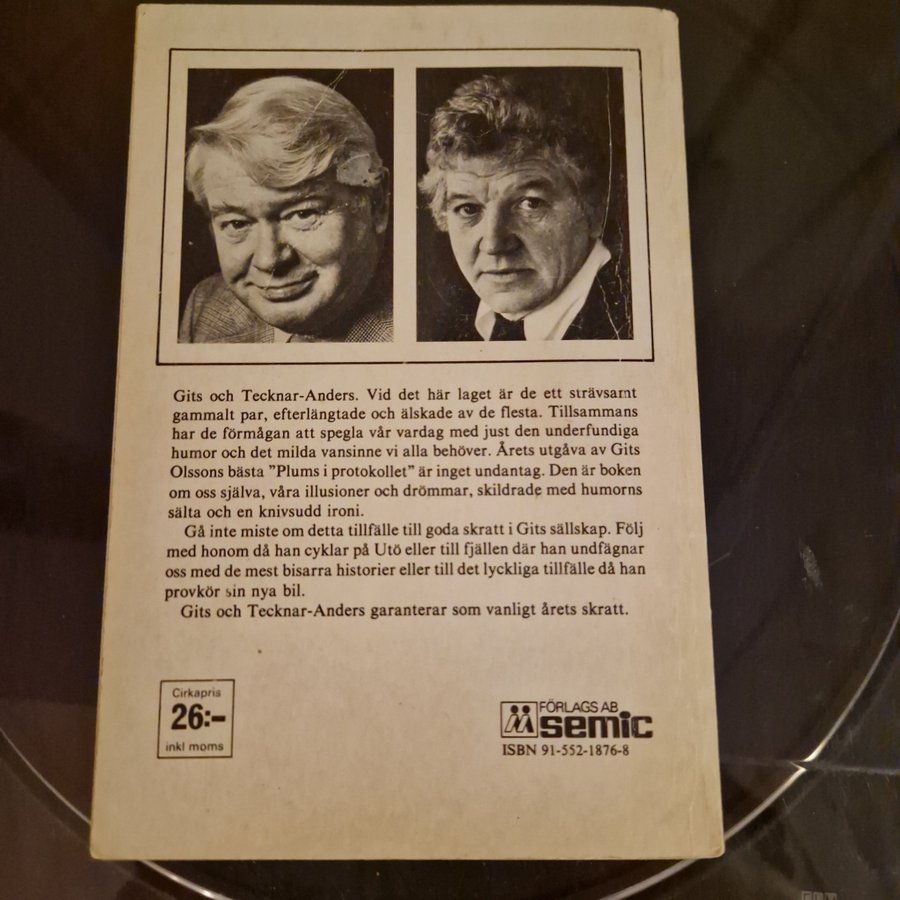 Gits och Tecknar-Anders. Vid det här laget är de ett strävsamt
gammalt par, efterlängtade och älskade av de flesta. Tillsammans
har de förmågan att spegla vår vardag med just den underfundiga
humor och det milda vansinne vi alla behöver. Årets utgåva av Gits
Olssons bästa ”Plums i protokollet” är inget undantag. Den är boken
om oss själva, våra illusioner och drömmar, skildrade med humorns
sälta och en knivsudd ironi.
Gå inte miste om detta tillfälle till goda skratt i Gits sällskap. Följ
med honom då han cyklar på Utö eller till fjällen där han undfägnar
oss med de mest bisarra historier eller till det lyckliga tillfälle då han
provkör sin nya bil.
Gits och Tecknar-Anders garanterar som vanligt årets skratt.
Cirkapris
26:-
inkl moms
FÖRLAGS AB
semic
ISBN 91-552-1876-8